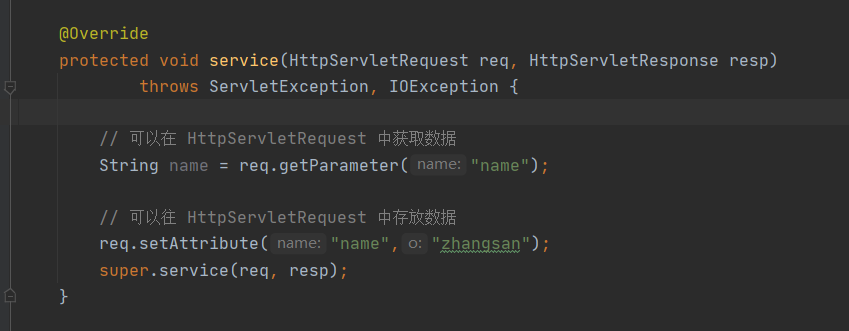 @Override
protected void service(HttpServletRequest req, HttpServletResponse resp)
throws ServletException, IOException {
// 可以在 HttpServletRequest 中获取数据
String name = req.getParameter( name: "name");
// 可以往 HttpServletRequest 中存放数据
req.setAttribute( name: "name", o: "zhangsan");
super.service(req, resp);
}